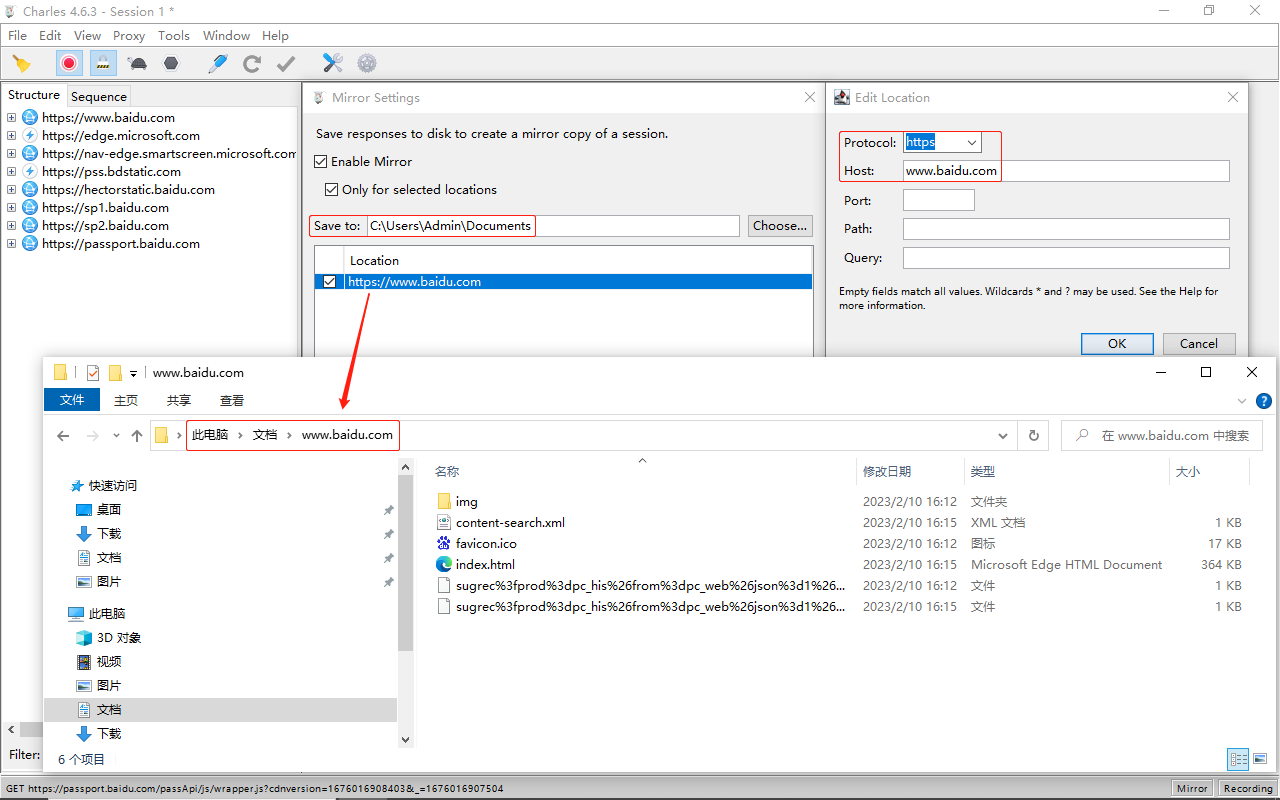 Charles 4.6.3 - Session 1 *
File Edit View Proxy Tools Window Help
Structure Sequence
https://www.baidu.com
https://edge.microsoft.com
https://nav-edge.smartscreen.microsoft.com
https://pss.bdstatic.com
https://hectorstatic.baidu.com
https://sp1.baidu.com
https://sp2.baidu.com
https://passport.baidu.com
Filter:
Mirror Settings
Save responses to disk to create a mirror copy of a session.
Enable Mirror
Only for selected locations
Save to: C:\Users\Admin\Documents Choose...
Location
https://www.baidu.com
Edit Location
Protocol: https
Host: www.baidu.com
Port:
Path:
Query:
Empty fields match all values. Wildcards * and ? may be used. See the Help for
more information.
OK Cancel
www.baidu.com
文件 主页 共享 查看
此电脑 文档 www.baidu.com
在 www.baidu.com 中搜索
快速访问
桌面
下载
文档
图片
此电脑
3D 对象
视频
图片
文档
下载
名称 修改日期 类型 大小
img 2023/2/10 16:12 文件夹
content-search.xml 2023/2/10 16:15 XML 文档 1 KB
favicon.ico 2023/2/10 16:12 图标 17 KB
index.html 2023/2/10 16:15 Microsoft Edge HTML Document 364 KB
sugrec%3fprod%3dpc_his%26from%3dpc_web%26json%3d1%26... 2023/2/10 16:12 文件 1 KB
sugrec%3fprod%3dpc_his%26from%3dpc_web%26json%3d1%26... 2023/2/10 16:15 文件 1 KB
6 个项目
GET https://passport.baidu.com/passApi/js/wrapper.js?cdnversion=1676016908403&_=1676016907504
Mirror Recording